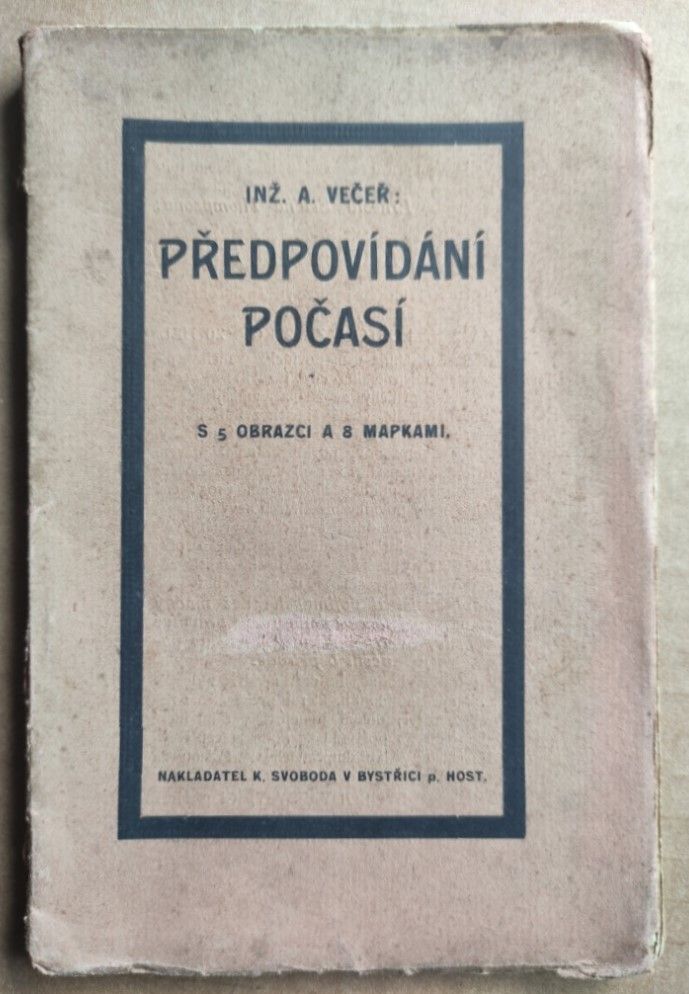 INŽ. A. VEČEŘ:
PŘEDPOVÍDÁNÍ
POČASÍ
S 5 OBRAZCI A 8 MAPKAMI.
NAKLADATEL K. SVOBODA V BYSTŘICI p. HOST.